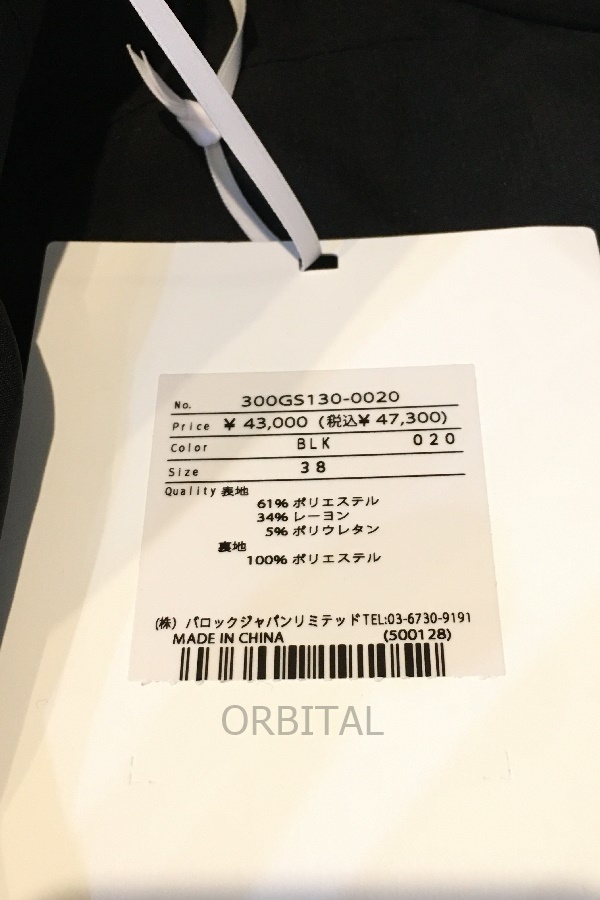 No. 300GS130-0020
Price ¥ 43,000 (税込¥ 47,300)
Color BLK 020
Size 38
Quality 表地
61% ポリエステル
34% レーヨン
5% ポリウレタン
裏地
100% ポリエステル
(株) バロックジャパンリミテッド TEL:03-6730-9191
MADE IN CHINA (500128)
ORBITAL